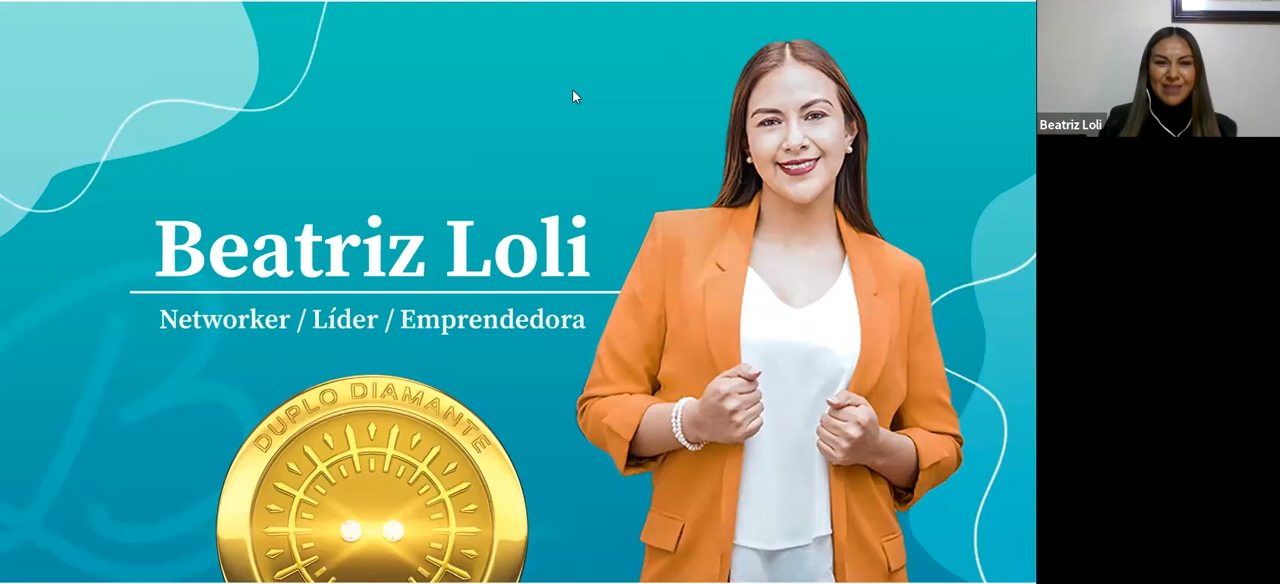 Beatriz Loli
Networker / Líder / Emprendedora
DUPLO DIAMANTE
Beatriz Loli